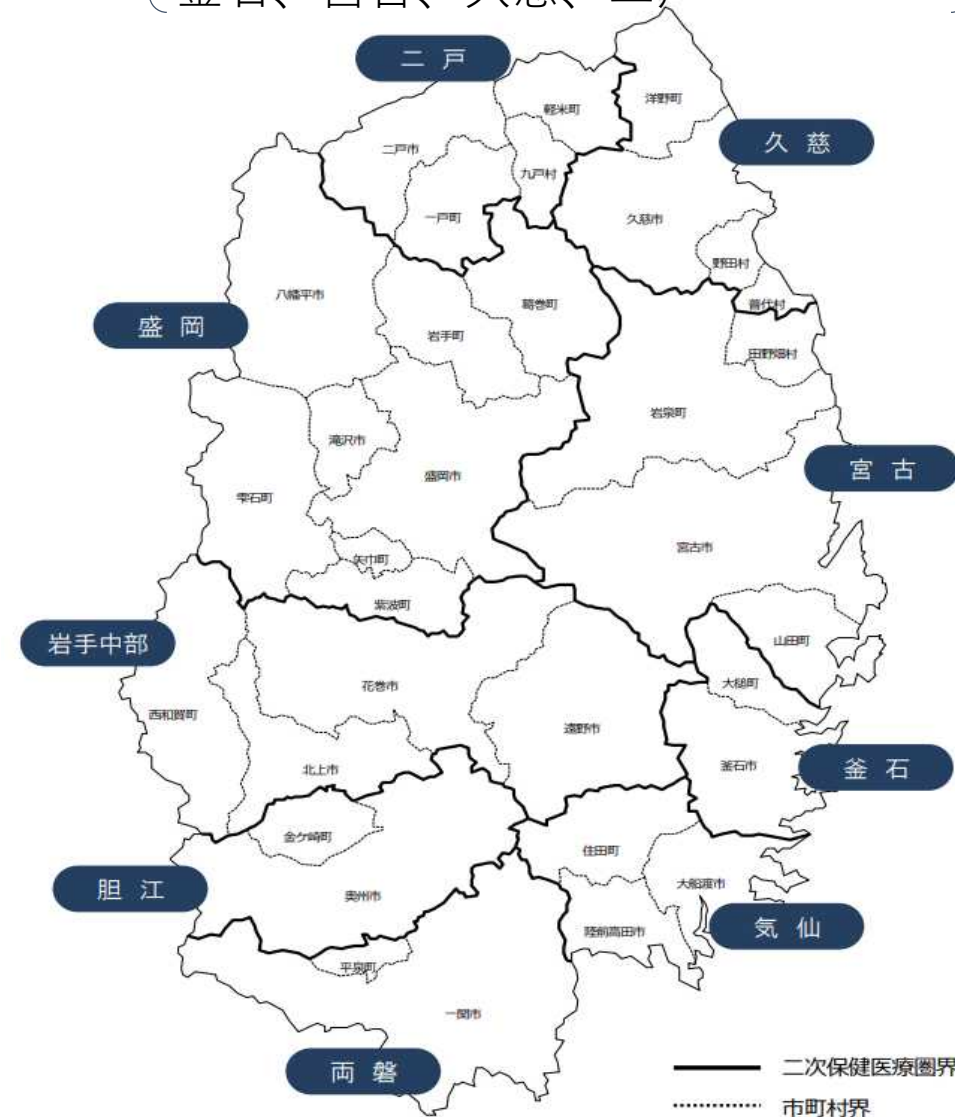 釜石、宮古、久慈、二
二戸
軽米町
洋野町
久慈
二戸市
九戸村
一戸町
久慈市
野田村
普代村
八幡平市
葛巻町
盛岡
岩手町
田野畑村
岩泉町
滝沢市
盛岡市
宮古
雫石町
宮古市
矢巾町
紫波町
岩手中部
山田町
花巻市
大槌町
西和賀町
遠野市
釜石市
釜石
北上市
金ケ崎町
住田町
胆江
大船渡市
奥州市
気仙
陸前高田市
平泉町
一関市
両磐
二次保健医療圏界
市町村界